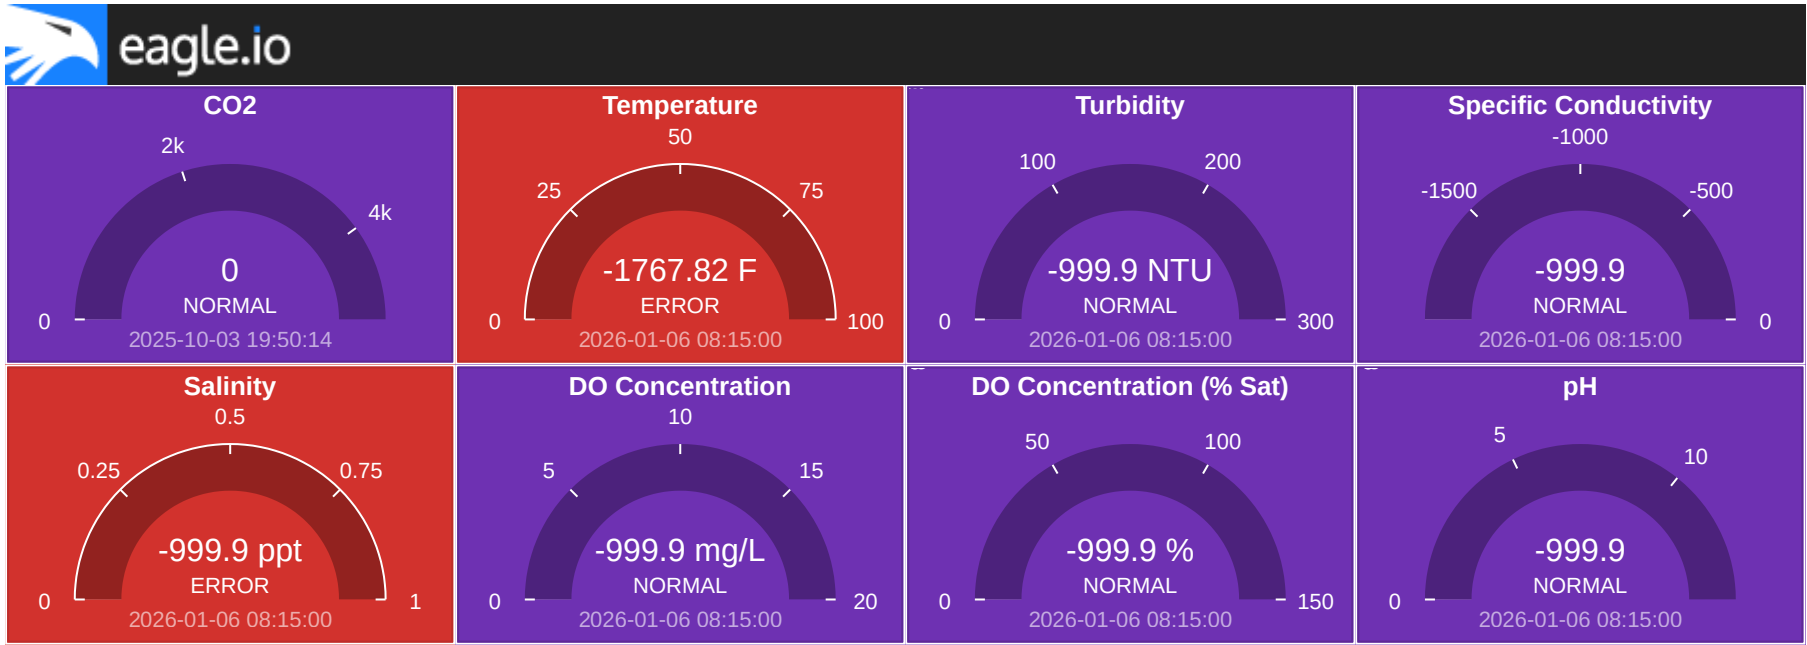 eagle.io
CO2
2k
4k
0
0
NORMAL
2025-10-03 19:50:14
Temperature
50
25
75
-1767.82 F
ERROR
0
100
2026-01-06 08:15:00
Turbidity
100
200
-999.9 NTU
NORMAL
0
300
2026-01-06 08:15:00
Specific Conductivity
-1000
-1500
-500
-999.9
NORMAL
0
2026-01-06 08:15:00
Salinity
0.5
0.25
0.75
-999.9 ppt
ERROR
0
1
2026-01-06 08:15:00
DO Concentration
10
5
15
-999.9 mg/L
NORMAL
0
20
2026-01-06 08:15:00
DO Concentration (% Sat)
50
100
-999.9 %
NORMAL
0
150
2026-01-06 08:15:00
pH
5
10
-999.9
NORMAL
0
2026-01-06 08:15:00